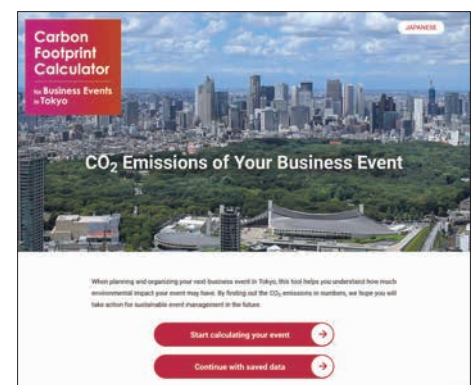 JAPANESE
Carbon
Footprint
Calculator
for Business Events
in Tokyo
CO₂ Emissions of Your Business Event
When planning and organizing your next business event in Tokyo, this tool helps you understand how much
environmental impact your event may have. By finding out the CO₂ emissions in numbers, we hope you will
take action for sustainable event management in the future.
Start calculating your event
Continue with saved data